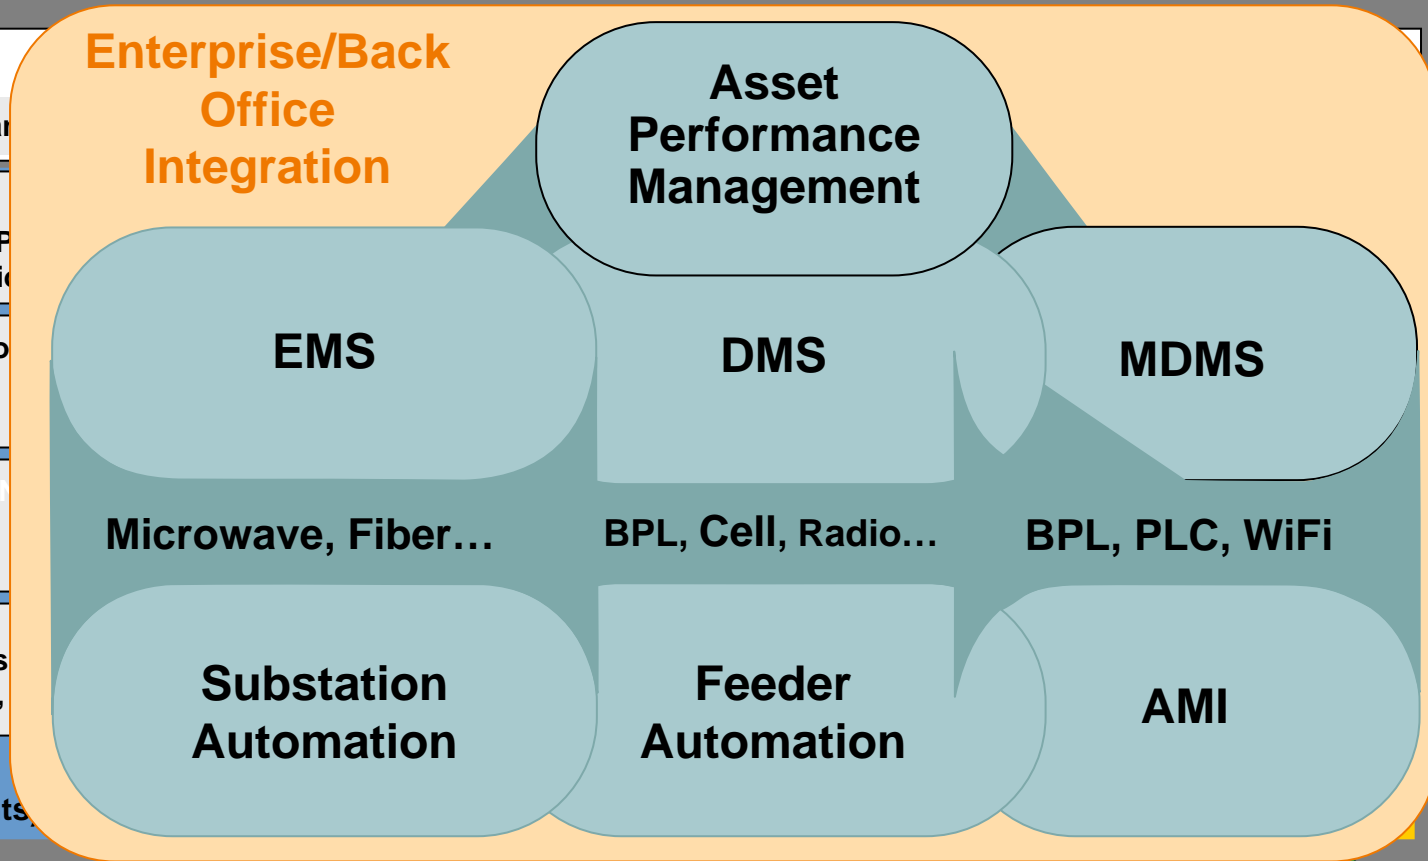 Enterprise/Back
Office
Integration
Asset
Performance
Management
EMS
DMS
MDMS
Microwave, Fiber…
BPL, Cell, Radio…
BPL, PLC, WiFi
Substation
Automation
Feeder
Automation
AMI